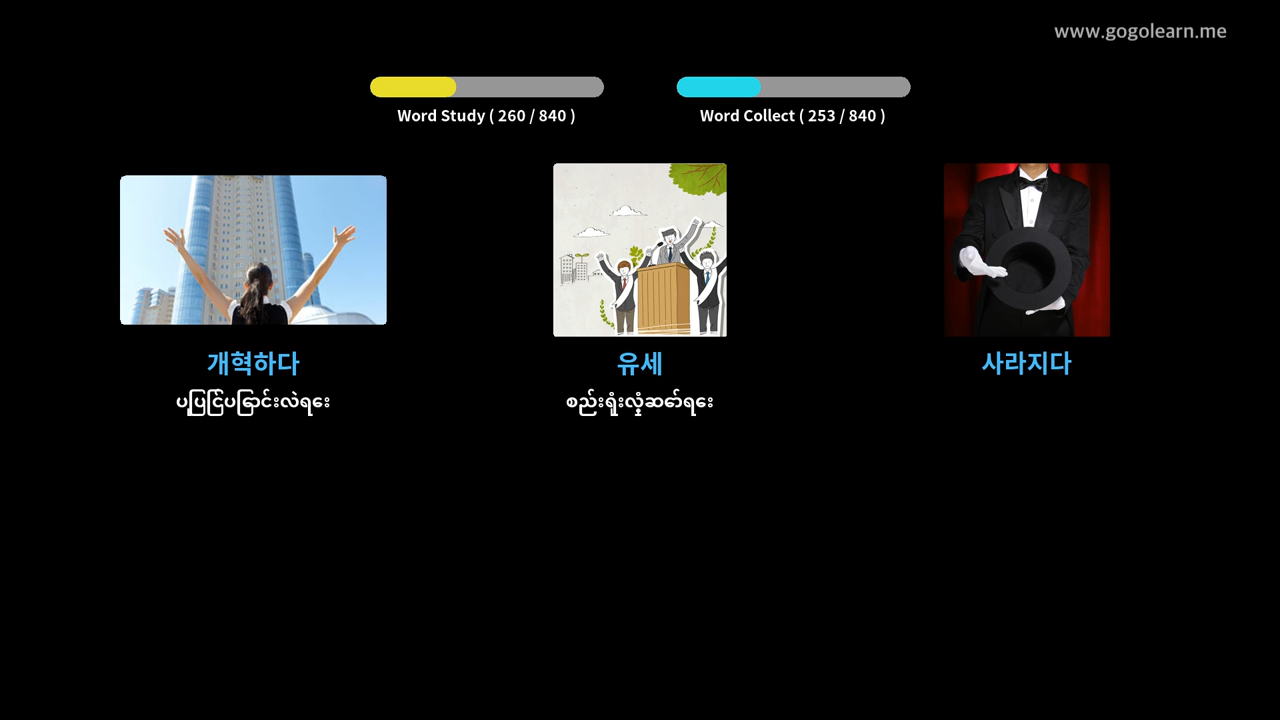 www.gogolearn.me
Word Study ( 260 / 840 )
Word Collect ( 253 / 840 )
개혁하다
유세
사라지다
ပြုပြင်ပြောင်းလဲရေး
စည်းရုံးလှုံ့ဆော်ရေး